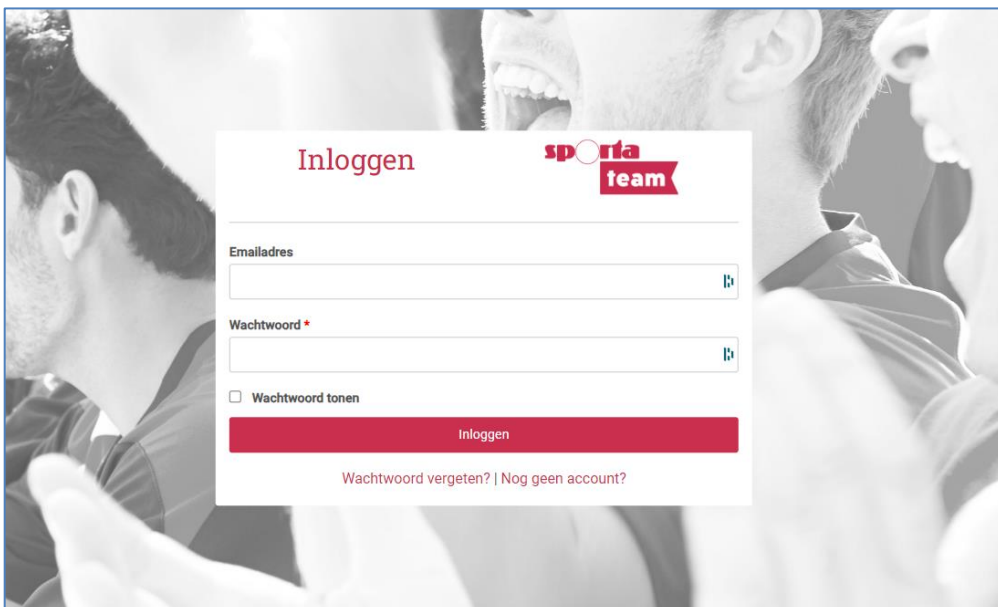 Inloggen
sporta
team
Emailadres
Wachtwoord *
Wachtwoord tonen
Inloggen
Wachtwoord vergeten? | Nog geen account?